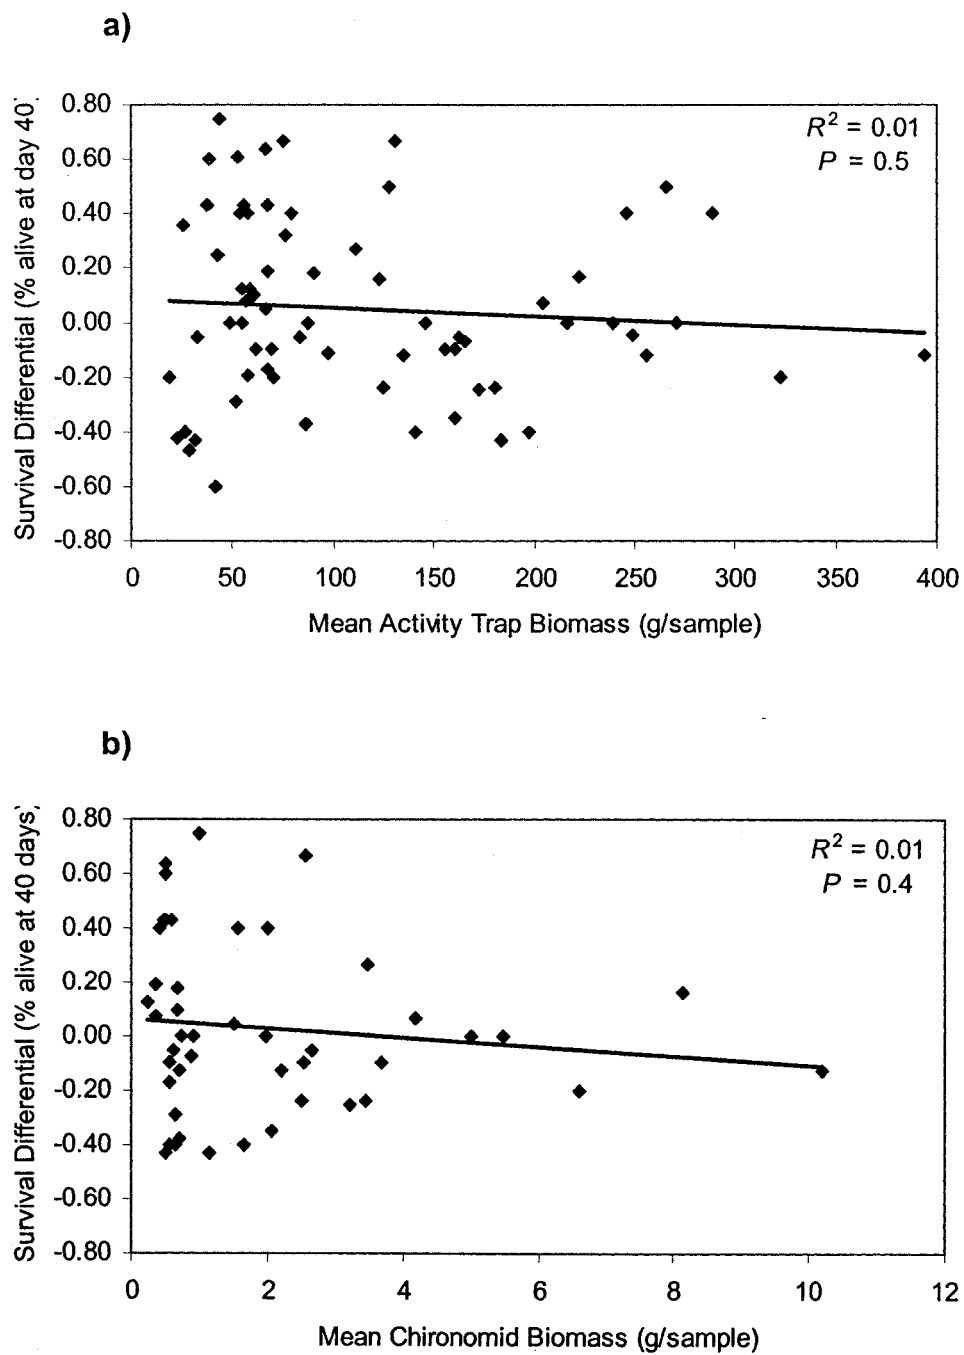 a)
Survival Differential (% alive at day 40)
0.80
0.60
0.40
0.20
0.00
-0.20
-0.40
-0.60
-0.80
R² = 0.01
P = 0.5
0 50 100 150 200 250 300 350 400
Mean Activity Trap Biomass (g/sample)
b)
Survival Differential (% alive at 40 days)
0.80
0.60
0.40
0.20
0.00
-0.20
-0.40
-0.60
-0.80
R² = 0.01
P = 0.4
0 2 4 6 8 10 12
Mean Chironomid Biomass (g/sample)